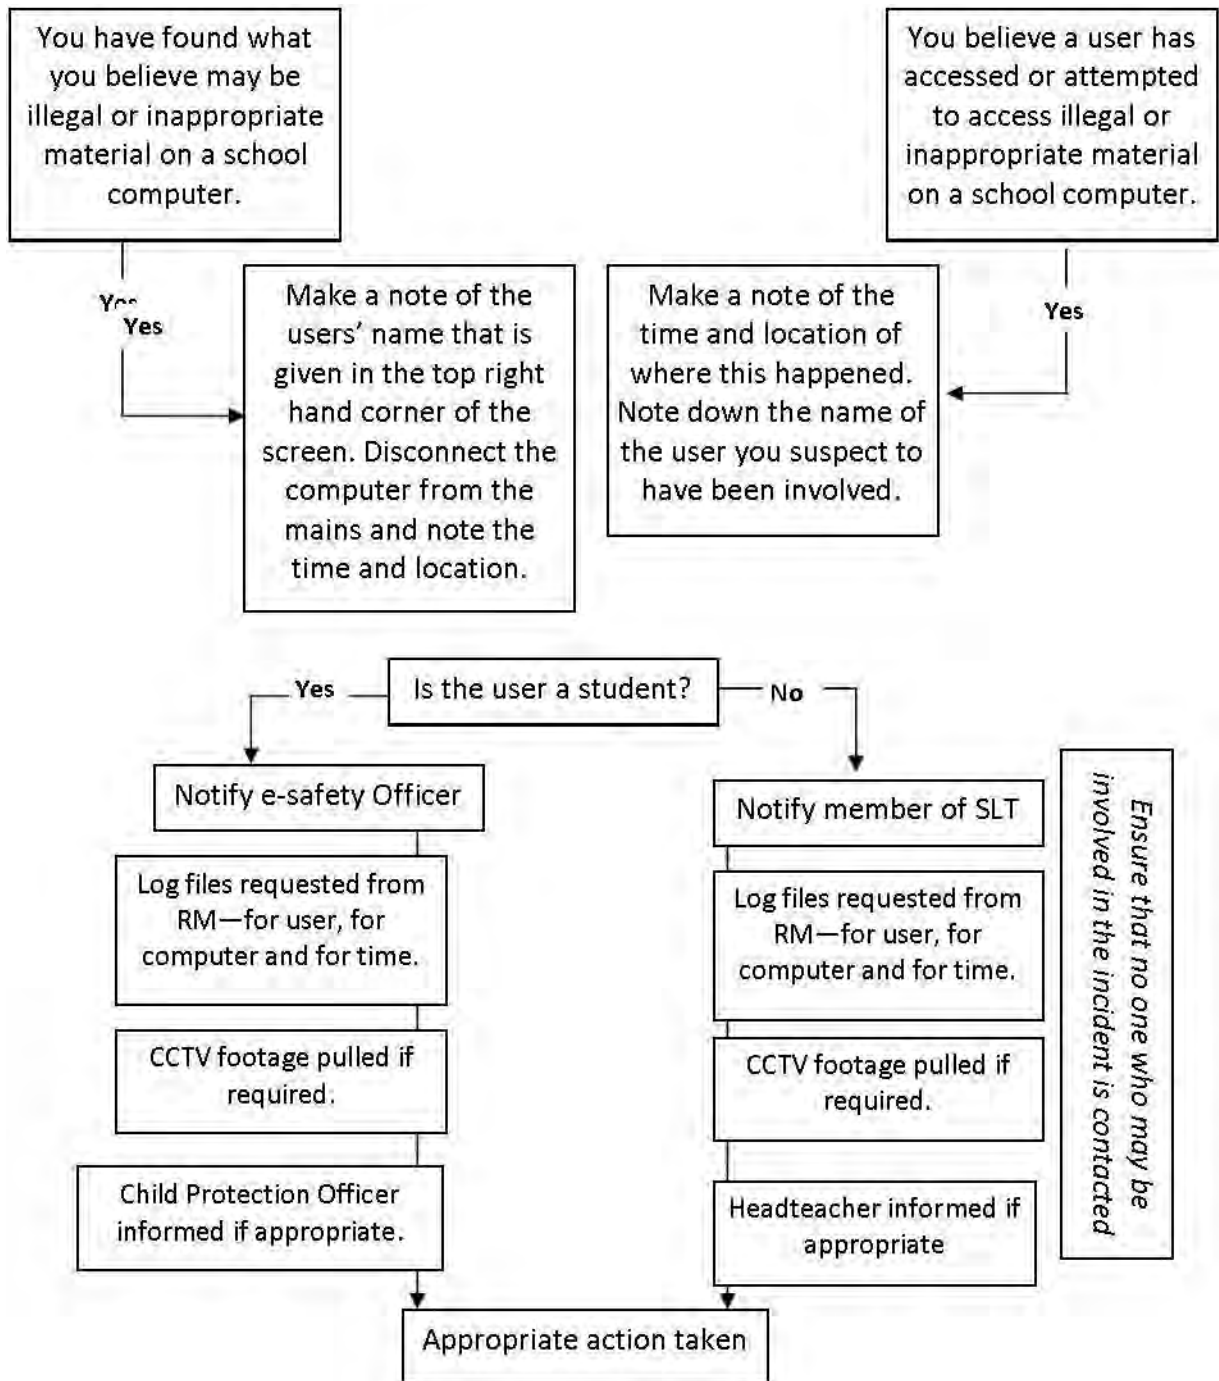 You have found what
you believe may be
illegal or inappropriate
material on a school
computer.
You believe a user has
accessed or attempted
to access illegal or
inappropriate material
on a school computer.
Yes
Yes
Make a note of the
users’ name that is
given in the top right
hand corner of the
screen. Disconnect the
computer from the
mains and note the
time and location.
Make a note of the
time and location of
where this happened.
Note down the name of
the user you suspect to
have been involved.
Yes
Is the user a student?
Yes
No
Notify e-safety Officer
Log files requested from
RM—for user, for
computer and for time.
CCTV footage pulled if
required.
Child Protection Officer
informed if appropriate.
Notify member of SLT
Log files requested from
RM—for user, for
computer and for time.
CCTV footage pulled if
required.
Headteacher informed if
appropriate
Ensure that no one who may be
involved in the incident is contacted
Appropriate action taken